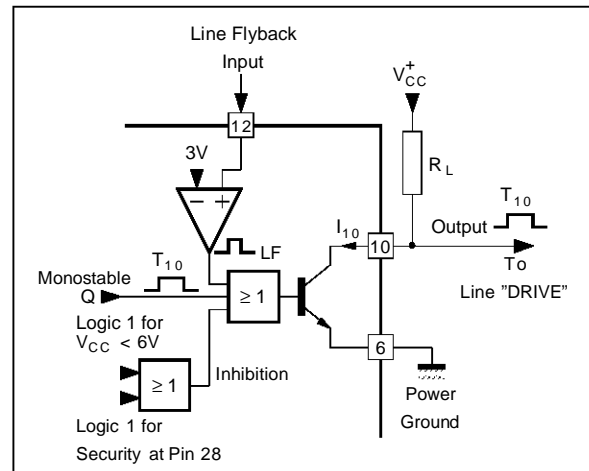 Line Flyback
Input
V+CC
12
3V
− +
RL
T10
I10
Output
10
LF
T10
Monostable
Q
≥ 1
To
Line "DRIVE"
Logic 1 for
VCC < 6V
6
≥ 1
Inhibition
Power
Ground
Logic 1 for
Security at Pin 28